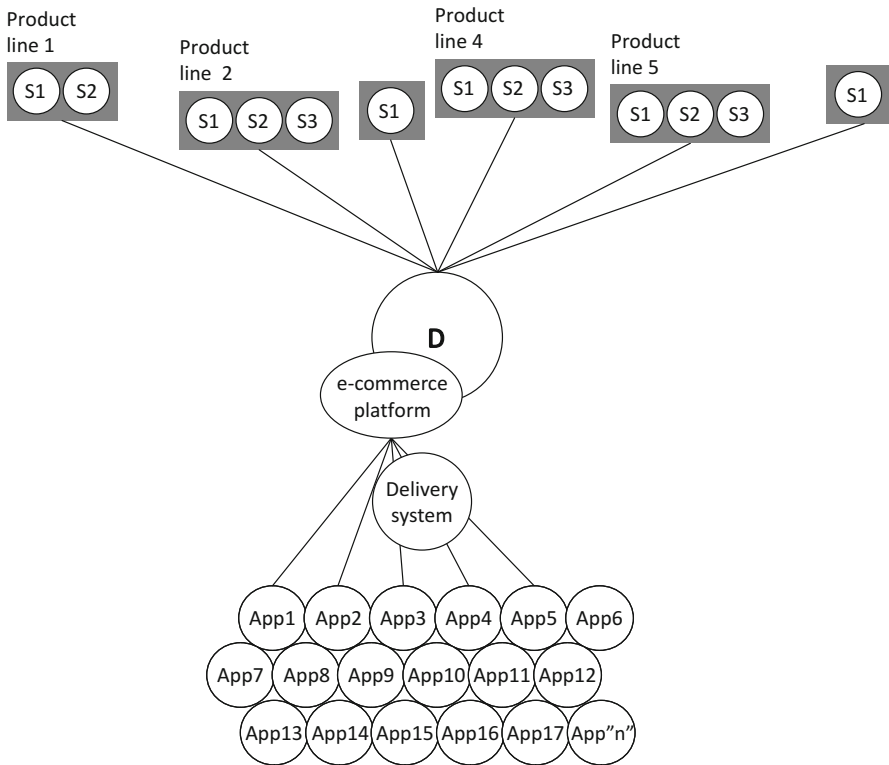 Product
line 1
S1 S2
Product
line 2
S1 S2 S3
S1
Product
line 4
S1 S2 S3
Product
line 5
S1 S2 S3
S1
D
e-commerce
platform
Delivery
system
App1 App2 App3 App4 App5 App6
App7 App8 App9 App10 App11 App12
App13 App14 App15 App16 App17 App”n”